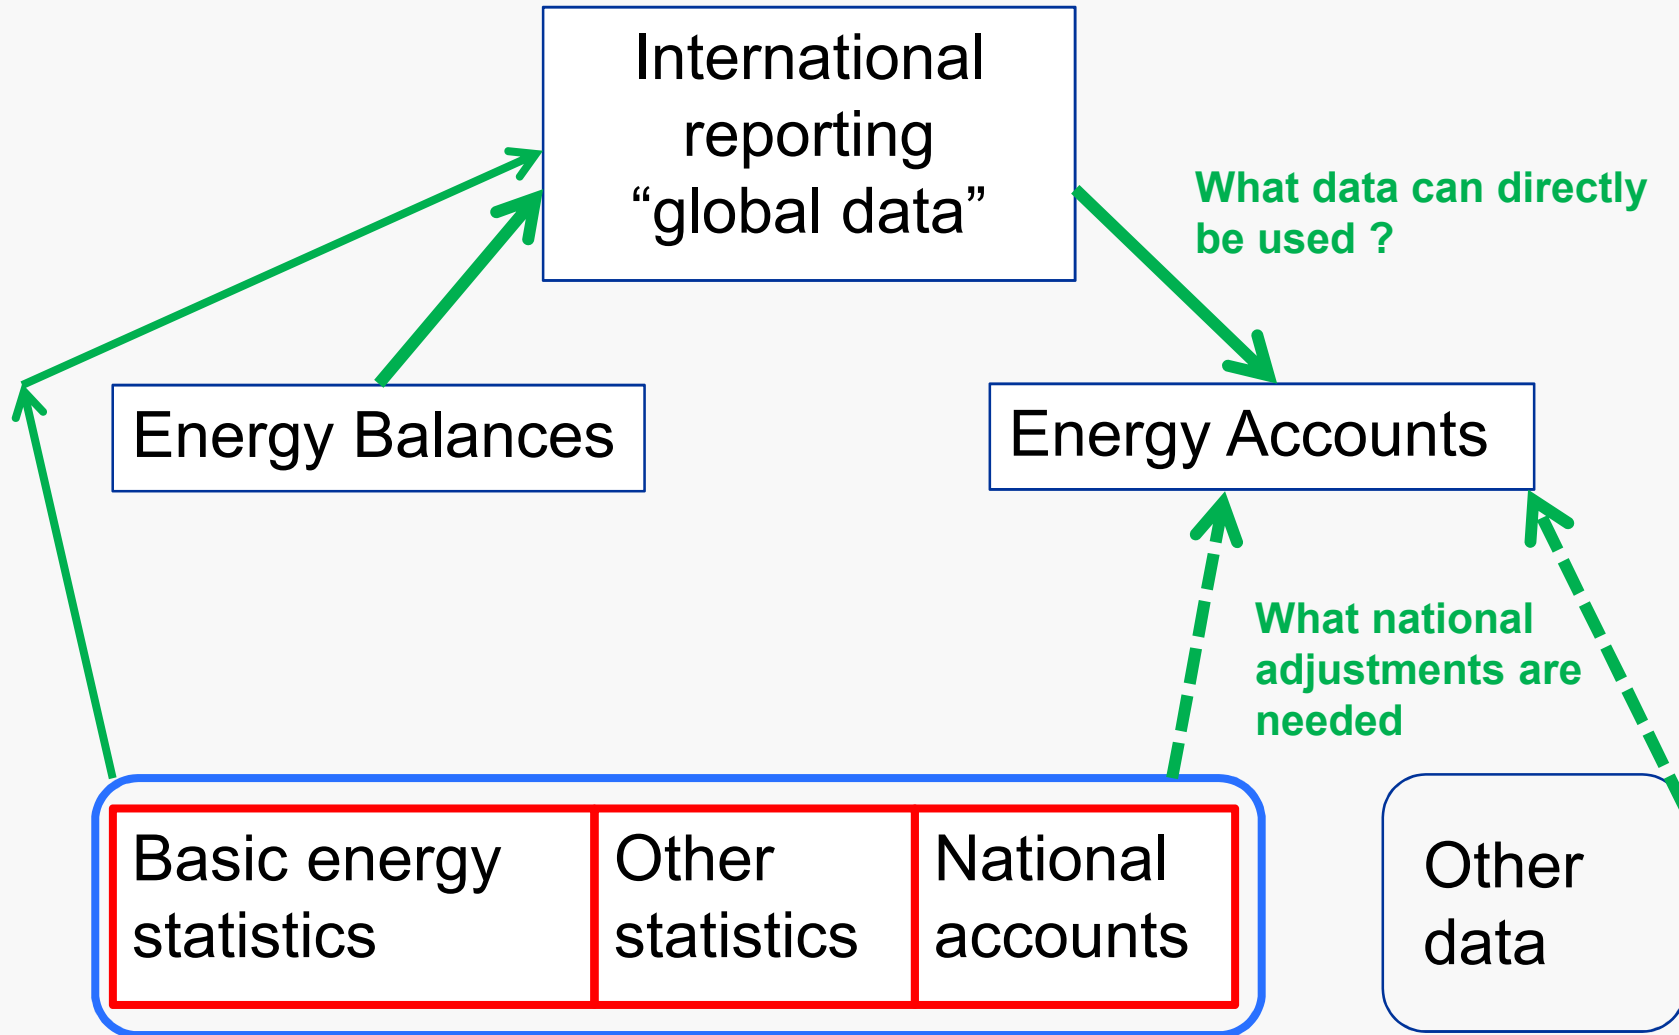 International
reporting
“global data”
What data can directly
be used ?
Energy Balances
Energy Accounts
What national
adjustments are
needed
Basic energy
statistics
Other
statistics
National
accounts
Other
data